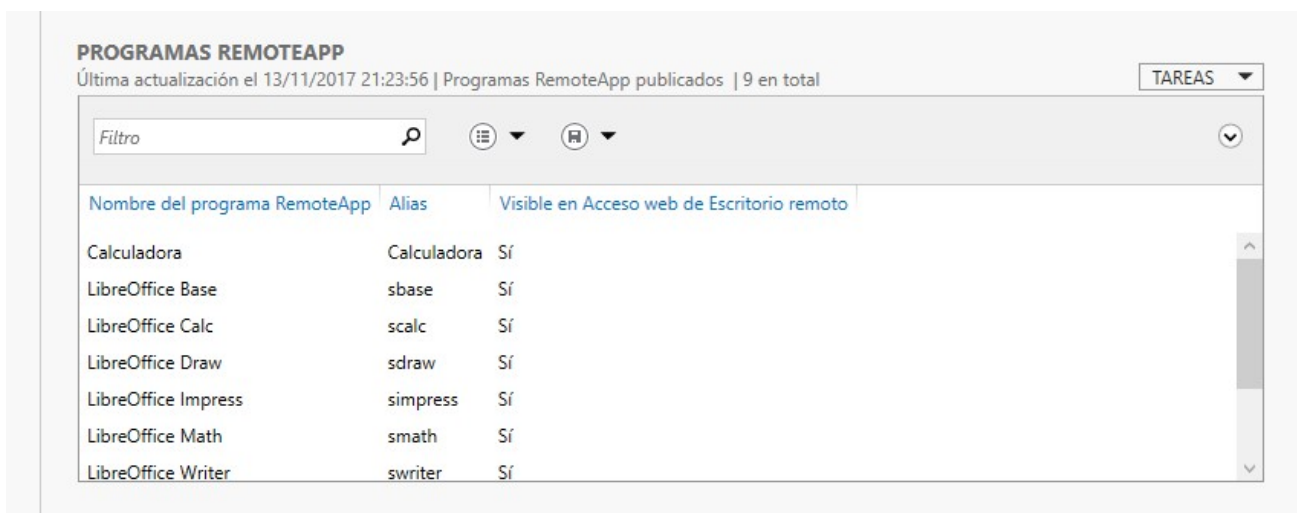 PROGRAMAS REMOTEAPP
Última actualización el 13/11/2017 21:23:56 | Programas RemoteApp publicados | 9 en total
TAREAS
Filtro
Nombre del programa RemoteApp Alias Visible en Acceso web de Escritorio remoto
Calculadora Calculadora Sí
LibreOffice Base sbase Sí
LibreOffice Calc scalc Sí
LibreOffice Draw sdraw Sí
LibreOffice Impress simpress Sí
LibreOffice Math smath Sí
LibreOffice Writer swriter Sí